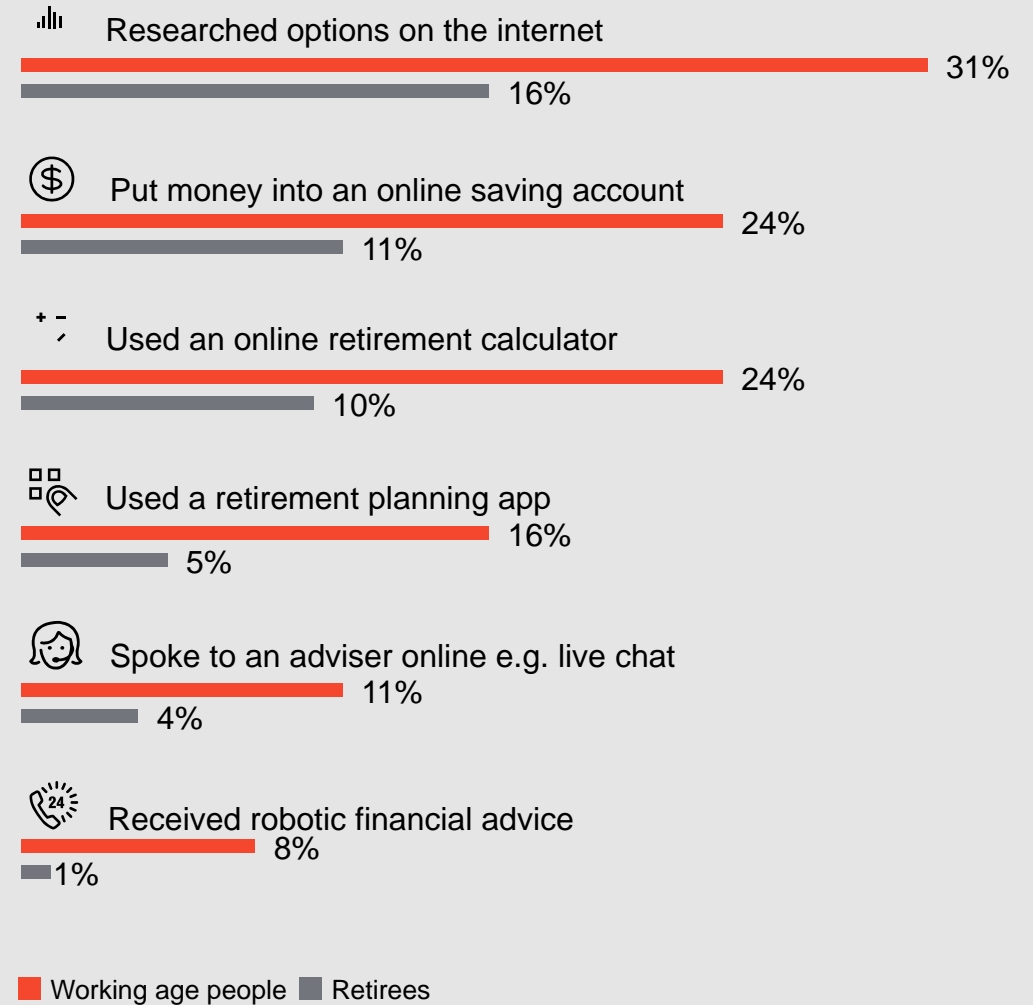 Researched options on the internet
31%
16%
Put money into an online saving account
24%
11%
Used an online retirement calculator
24%
10%
Used a retirement planning app
16%
5%
Spoke to an adviser online e.g. live chat
11%
4%
24
Received robotic financial advice
8%
1%
Working age people Retirees